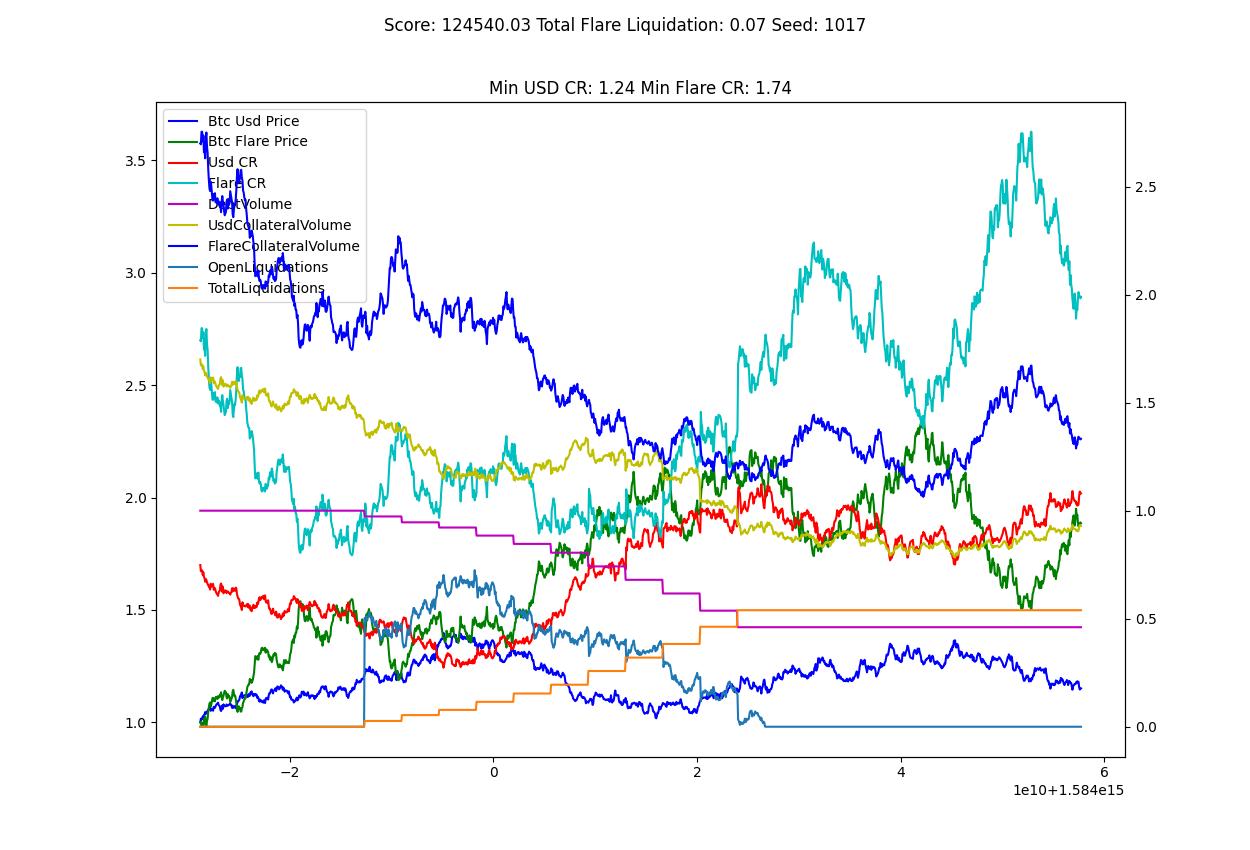 Score: 124540.03 Total Flare Liquidation: 0.07 Seed: 1017
Min USD CR: 1.24 Min Flare CR: 1.74
Btc Usd Price
Btc Flare Price
Usd CR
Flare CR
DebtVolume
UsdCollateralVolume
FlareCollateralVolume
OpenLiquidations
TotalLiquidations
3.5
3.0
2.5
2.0
1.5
1.0
2.5
2.0
1.5
1.0
0.5
0.0
−2 0 2 4 6
1e10+1.584e15